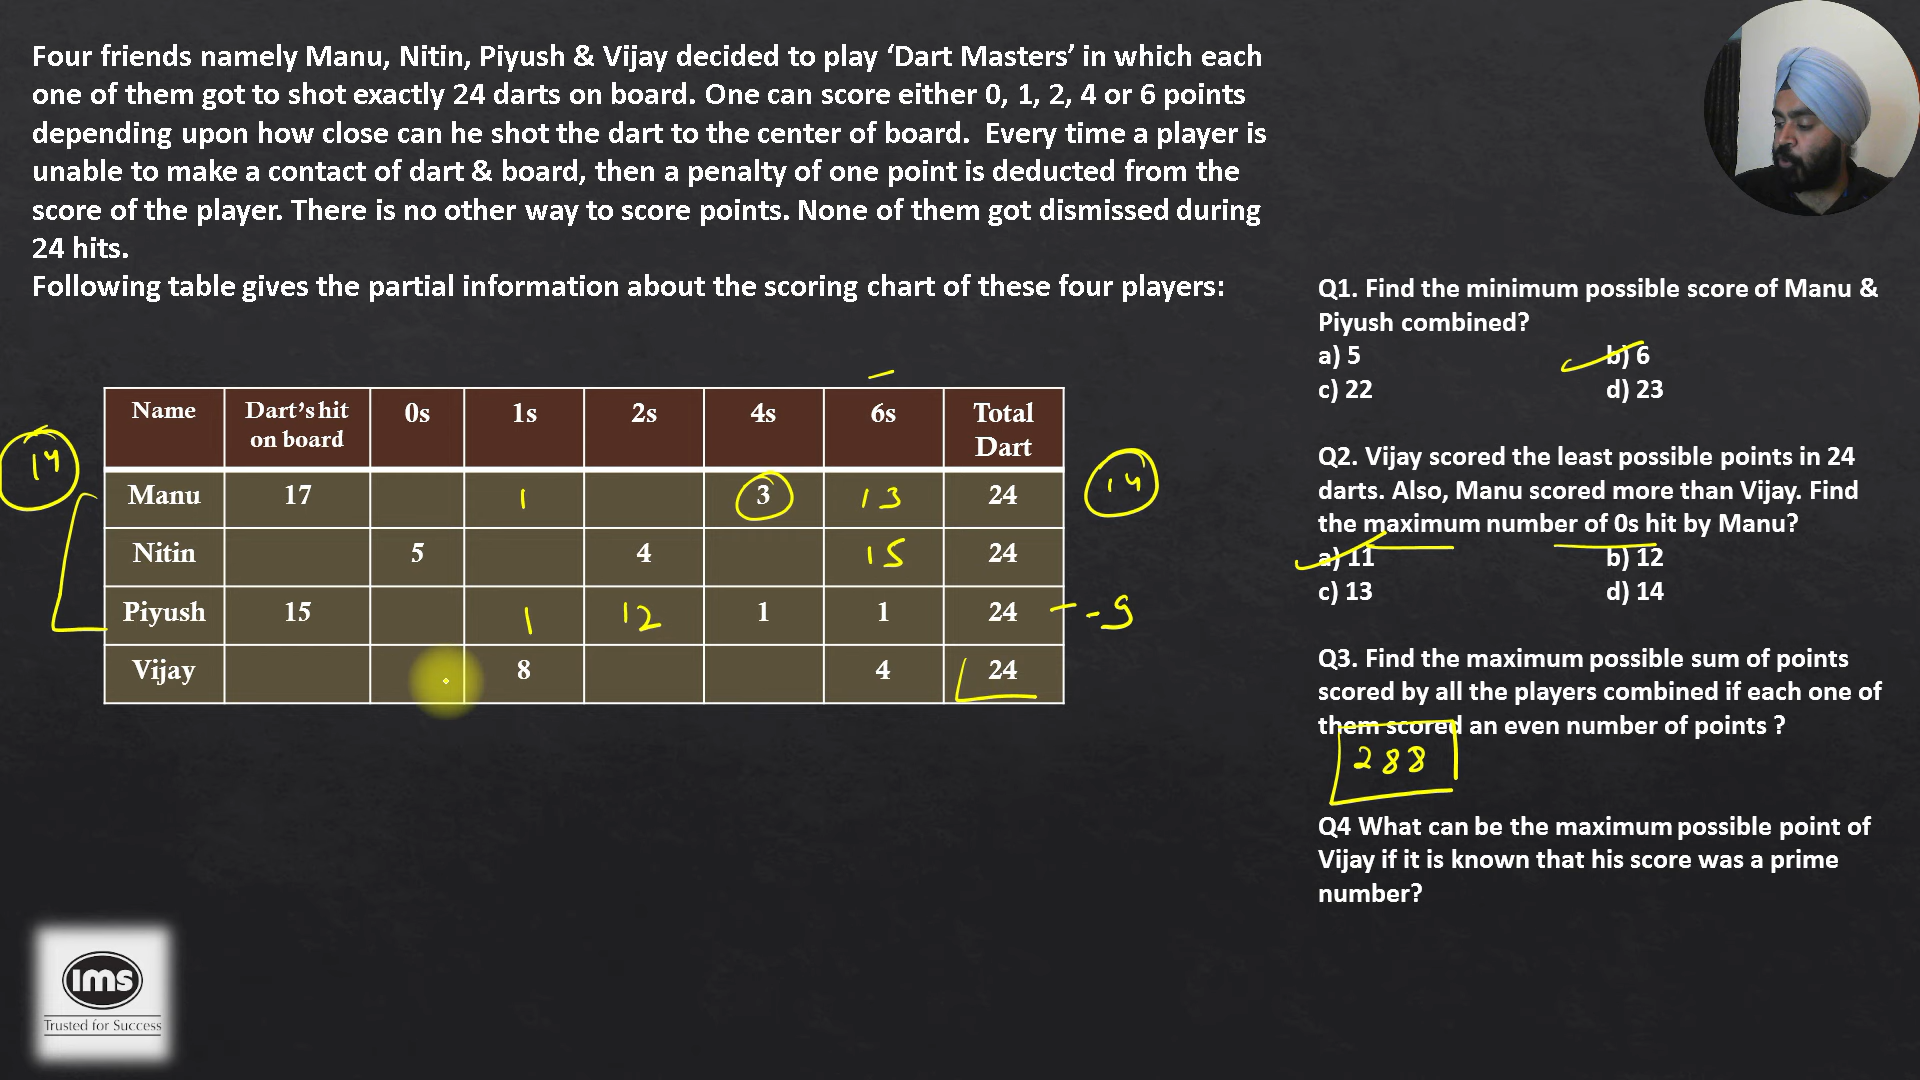 Four friends namely Manu, Nitin, Piyush & Vijay decided to play ‘Dart Masters’ in which each
one of them got to shot exactly 24 darts on board. One can score either 0, 1, 2, 4 or 6 points
depending upon how close can he shot the dart to the center of board.  Every time a player is
unable to make a contact of dart & board, then a penalty of one point is deducted from the
score of the player. There is no other way to score points. None of them got dismissed during
24 hits.
Following table gives the partial information about the scoring chart of these four players:
Name Dart’s hit on board 0s 1s 2s 4s 6s Total Dart
14
Manu 17 1 3 13 24 14
Nitin 5 4 15 24
Piyush 15 1 12 1 1 24 -9
Vijay 8 4 24
Q1. Find the minimum possible score of Manu &
Piyush combined?
a) 5 b) 6
c) 22 d) 23
Q2. Vijay scored the least possible points in 24
darts. Also, Manu scored more than Vijay. Find
the maximum number of 0s hit by Manu?
a) 11 b) 12
c) 13 d) 14
Q3. Find the maximum possible sum of points
scored by all the players combined if each one of
them scored an even number of points ?
288
Q4 What can be the maximum possible point of
Vijay if it is known that his score was a prime
number?
ims
Trusted for Success